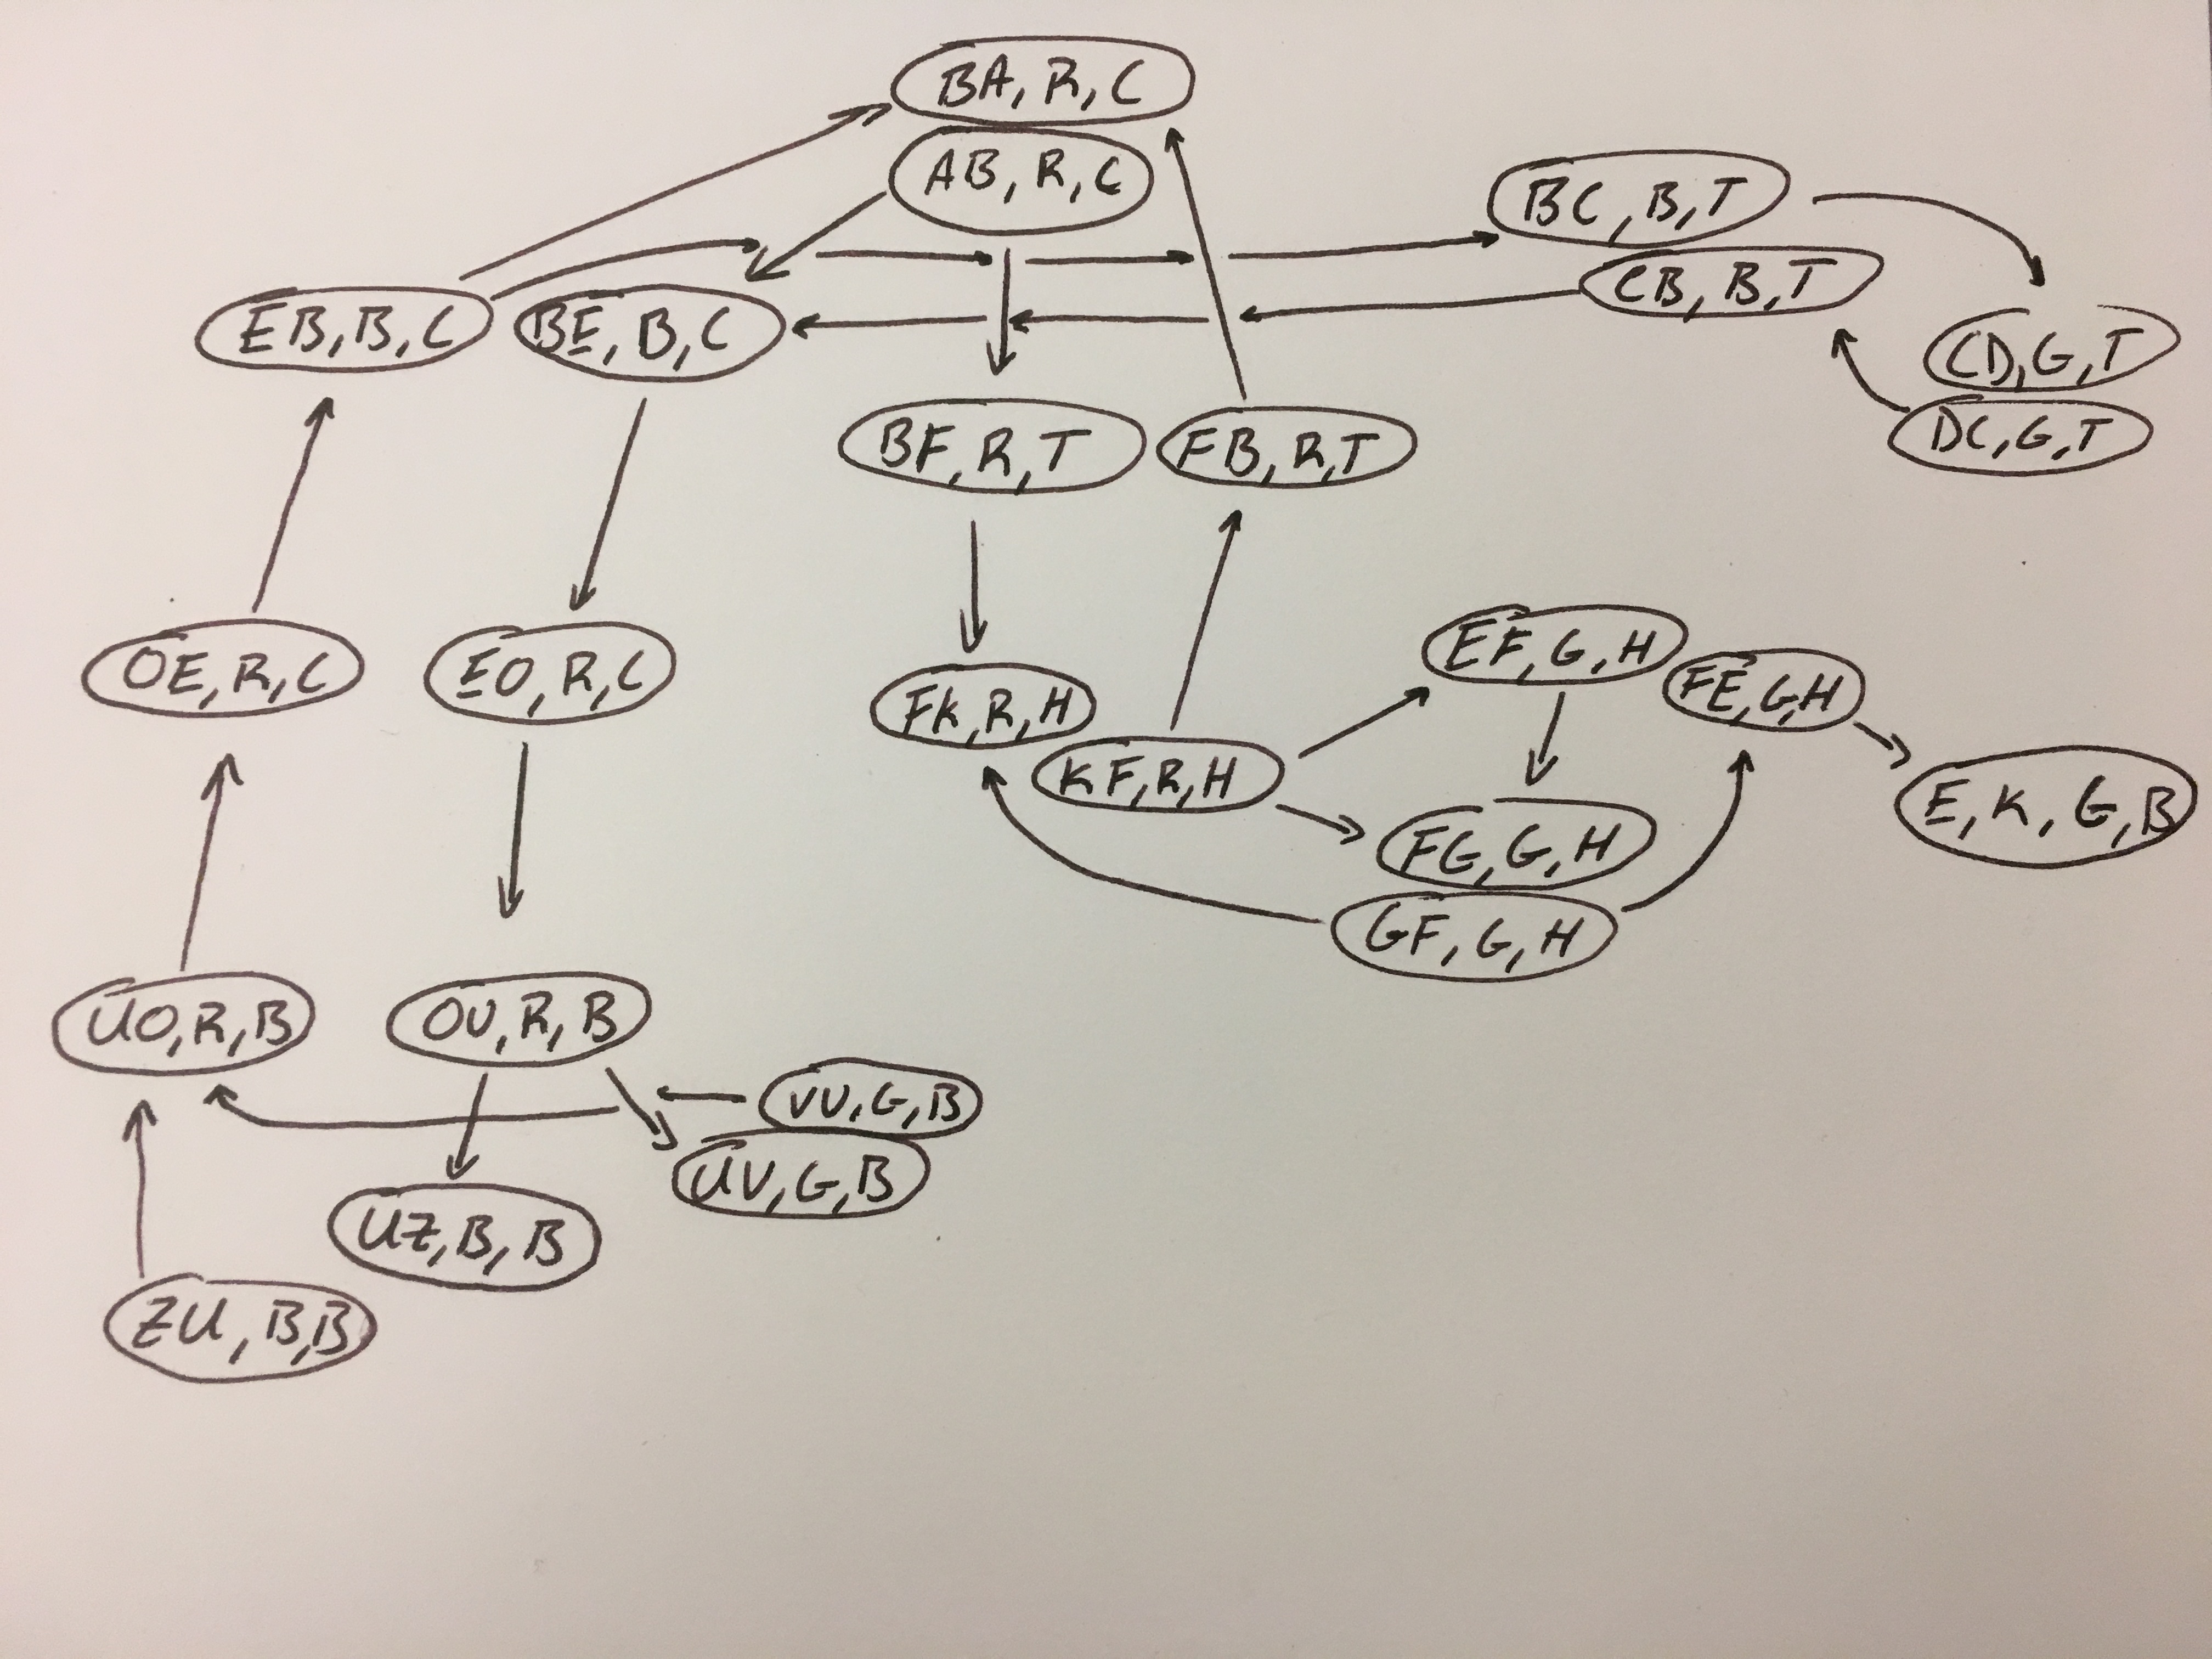 BA, R, C
AB, R, C
BC, B, T
CB, B, T
EB, B, C
BE, B, C
CD, G, T
DC, G, T
BF, R, T
FB, R, T
OE, R, C
EO, R, C
FK, R, H
KF, R, H
EF, G, H
FE, G, H
E, K, G, B
FG, G, H
GF, G, H
UO, R, B
OU, R, B
VU, G, B
UV, G, B
UZ, B, B
ZU, B, B